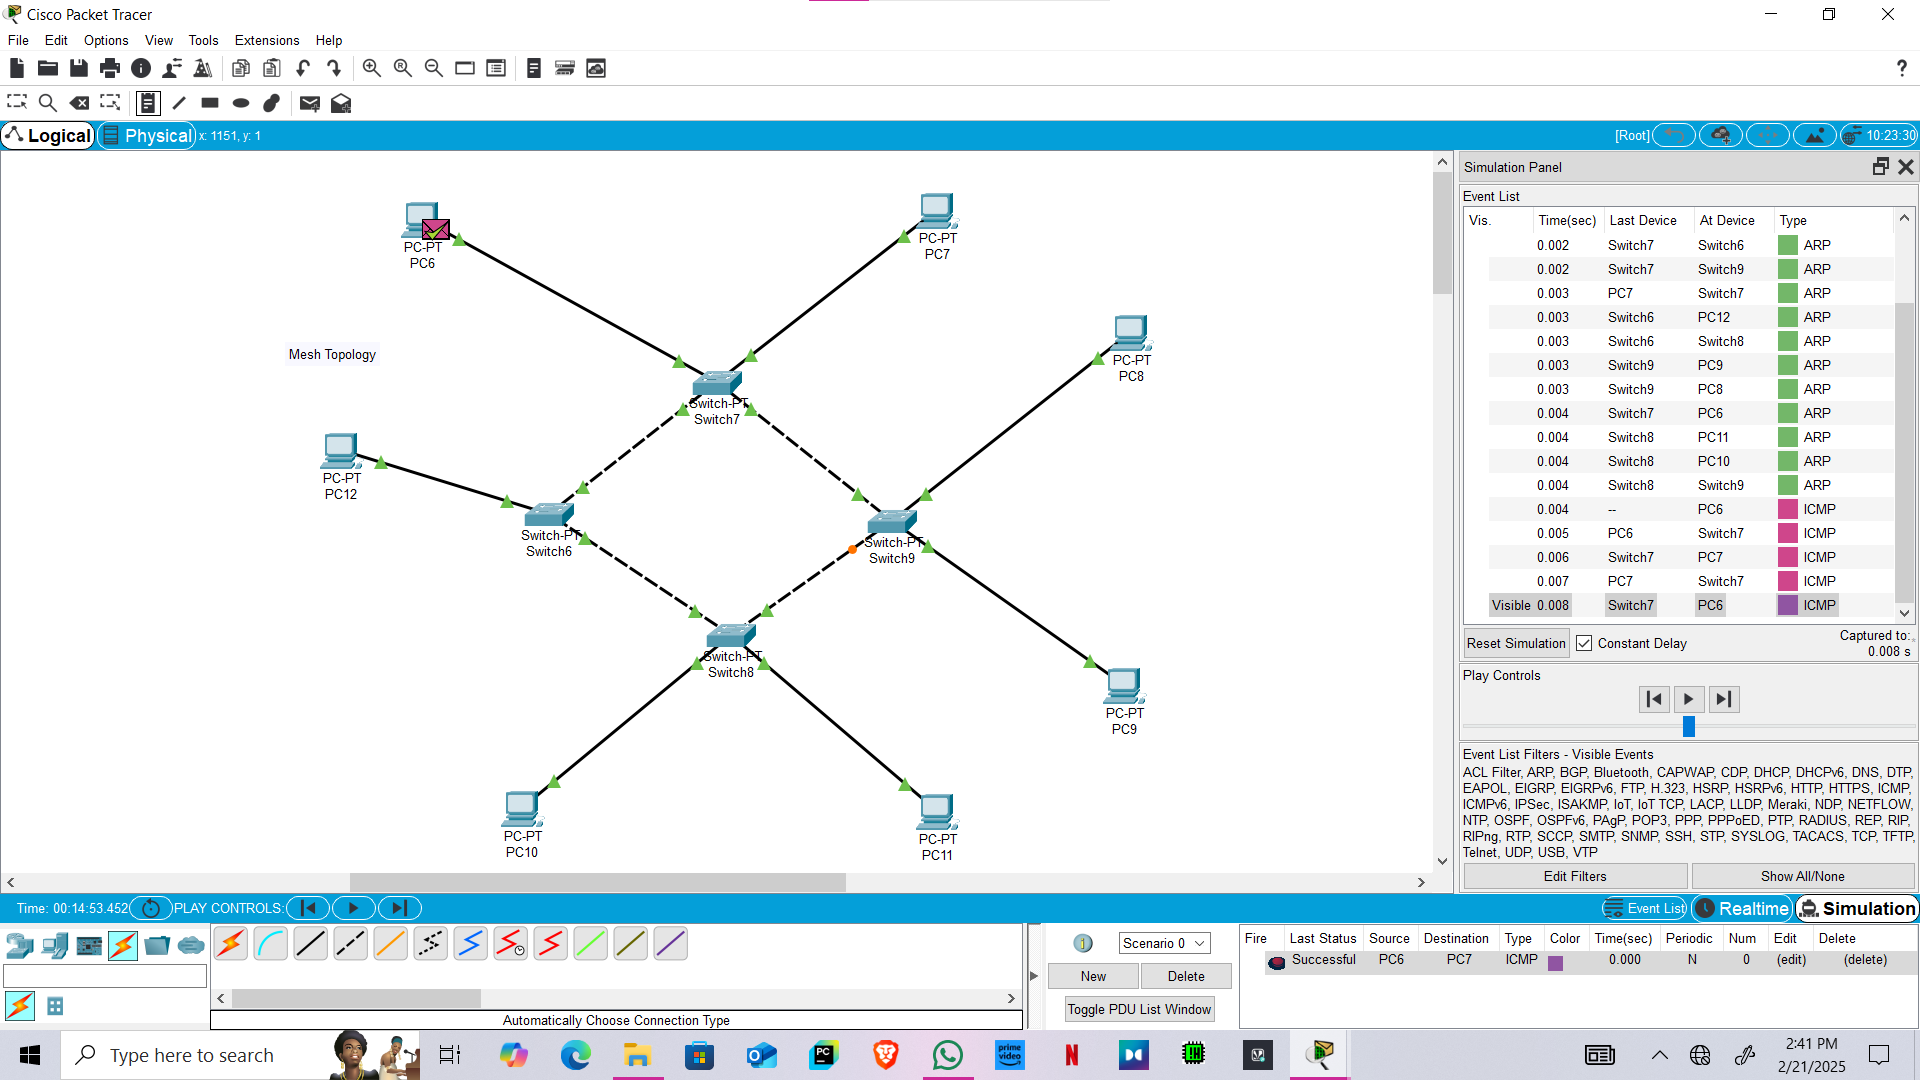 Cisco Packet Tracer
File Edit Options View Tools Extensions Help
Logical Physical x: 1151, y: 1 [Root] 10:23:30
Simulation Panel
Event List
Vis. Time(sec) Last Device At Device Type
0.002 Switch7 Switch6 ARP
0.002 Switch7 Switch9 ARP
0.003 PC7 Switch7 ARP
0.003 Switch6 PC12 ARP
0.003 Switch6 Switch8 ARP
0.003 Switch9 PC9 ARP
0.003 Switch9 PC8 ARP
0.004 Switch7 PC6 ARP
0.004 Switch8 PC11 ARP
0.004 Switch8 PC10 ARP
0.004 Switch8 Switch9 ARP
0.004 -- PC6 ICMP
0.005 PC6 Switch7 ICMP
0.006 Switch7 PC7 ICMP
0.007 PC7 Switch7 ICMP
Visible 0.008 Switch7 PC6 ICMP
Reset Simulation Constant Delay Captured to:
0.008 s
Play Controls
Event List Filters - Visible Events
ACL Filter, ARP, BGP, Bluetooth, CAPWAP, CDP, DHCP, DHCPv6, DNS, DTP,
EAPOL, EIGRP, EIGRPv6, FTP, H.323, HSRP, HSRPv6, HTTP, HTTPS, ICMP,
ICMPv6, IPSec, ISAKMP, IoT, IoT TCP, LACP, LLDP, Meraki, NDP, NETFLOW,
NTP, OSPF, OSPFv6, PAgP, POP3, PPP, PPPoED, PTP, RADIUS, REP, RIP,
RIPng, RTP, SCCP, SMTP, SNMP, SSH, STP, SYSLOG, TACACS, TCP, TFTP,
Telnet, UDP, USB, VTP
Edit Filters Show All/None
PC-PT
PC6
PC-PT
PC7
PC-PT
PC8
Mesh Topology
Switch-PT
Switch7
PC-PT
PC12
Switch-PT
Switch6
Switch-PT
Switch9
Switch-PT
Switch8
PC-PT
PC9
PC-PT
PC10
PC-PT
PC11
Time: 00:14:53.452 PLAY CONTROLS: Event List Realtime Simulation
Scenario 0
New Delete
Toggle PDU List Window
Fire Last Status Source Destination Type Color Time(sec) Periodic Num Edit Delete
Successful PC6 PC7 ICMP 0.000 N 0 (edit) (delete)
Automatically Choose Connection Type
Type here to search
PC
prime video
N
2:41 PM
2/21/2025